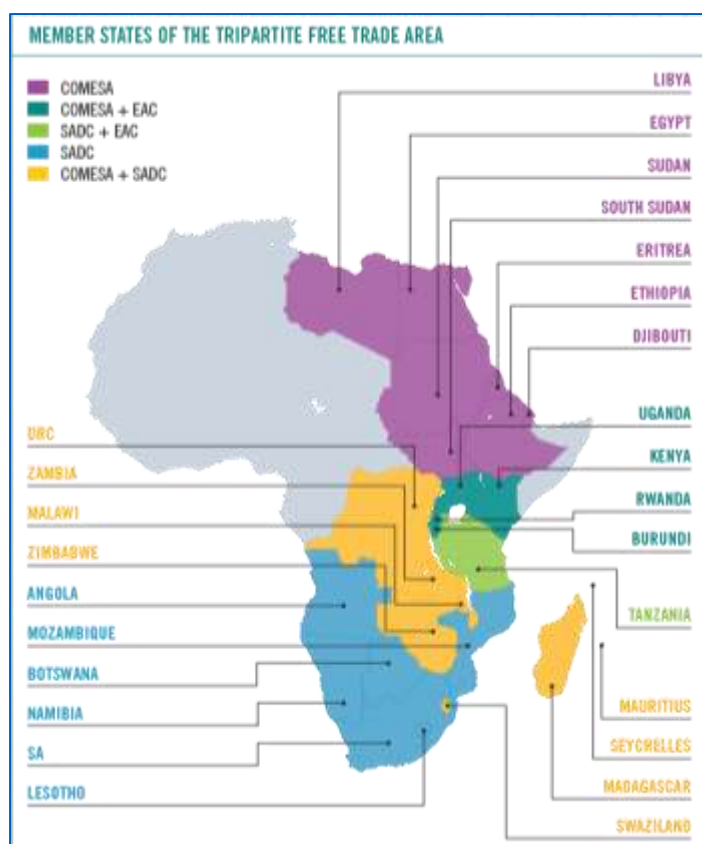 MEMBER STATES OF THE TRIPARTITE FREE TRADE AREA
COMESA
COMESA + EAC
SADC + EAC
SADC
COMESA + SADC
LIBYA
EGYPT
SUDAN
SOUTH SUDAN
ERITREA
ETHIOPIA
DJIBOUTI
UGANDA
KENYA
RWANDA
BURUNDI
TANZANIA
MAURITIUS
SEYCHELLES
MADAGASCAR
SWAZILAND
DRC
ZAMBIA
MALAWI
ZIMBABWE
ANGOLA
MOZAMBIQUE
BOTSWANA
NAMIBIA
SA
LESOTHO